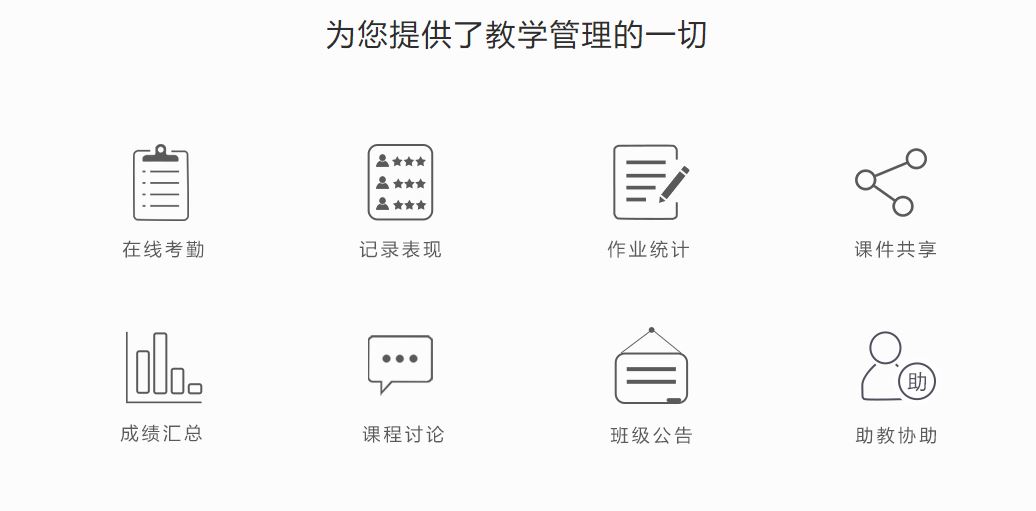 为您提供了教学管理的一切
在线考勤
记录表现
作业统计
课件共享
助
成绩汇总
课程讨论
班级公告
助教协助